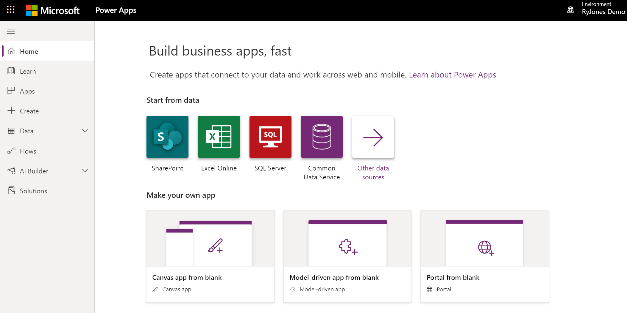 Microsoft Power Apps
Environment
RyJones Demo
Home
Learn
Apps
Create
Data
Flows
AI Builder
Solutions
Build business apps, fast
Create apps that connect to your data and work across web and mobile. Learn about Power Apps
Start from data
S
X
SQL
SharePoint
Excel Online
SQL Server
Common
Data Service
Other data
sources
Make your own app
Canvas app from blank
Canvas app
Model-driven app from blank
Model-driven app
Portal from blank
Portal